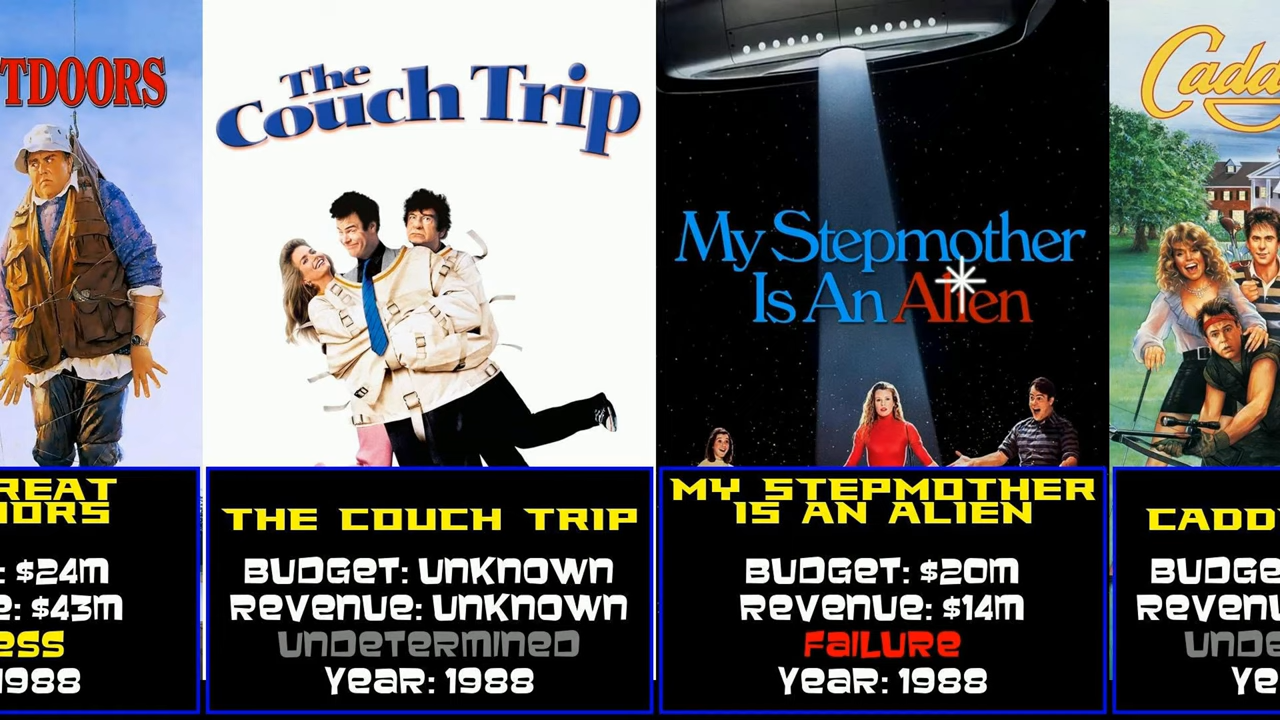 TDOORS
REAT
ORS
: $24M
e: $43M
ess
1988
The
Couch Trip
THE COUCH TRIP
BUDGET: UNKNOWN
REVENUE: UNKNOWN
UNDETERMINED
YEAR: 1988
My Stepmother
Is An Alien
MY STEPMOTHER
IS AN ALIEN
BUDGET: $20M
REVENUE: $14M
FAILURE
YEAR: 1988
Cadd
CADDY
BUDGE
REVENU
UNDE
YE